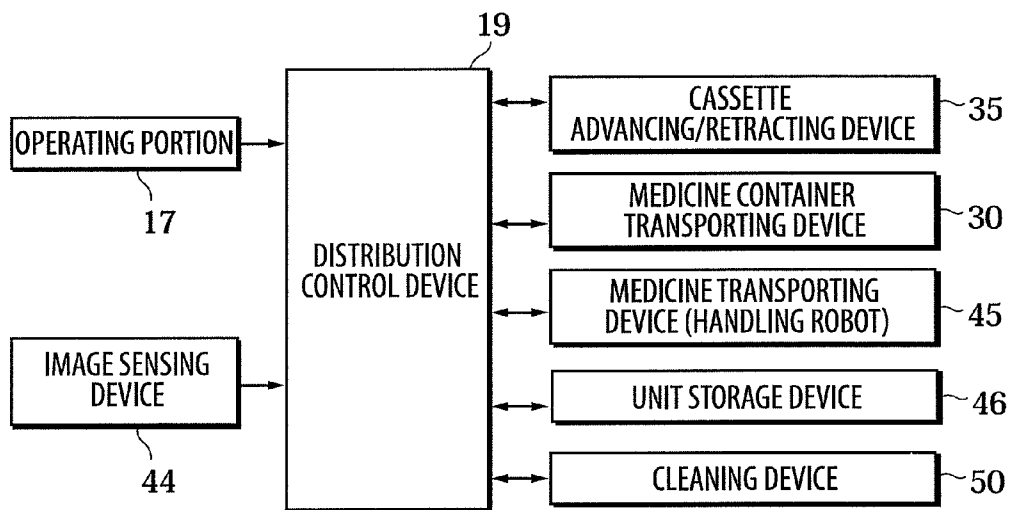 19
OPERATING PORTION
17
IMAGE SENSING
DEVICE
44
DISTRIBUTION
CONTROL DEVICE
CASSETTE
ADVANCING/RETRACTING DEVICE
35
MEDICINE CONTAINER
TRANSPORTING DEVICE
30
MEDICINE TRANSPORTING
DEVICE (HANDLING ROBOT)
45
UNIT STORAGE DEVICE
46
CLEANING DEVICE
50